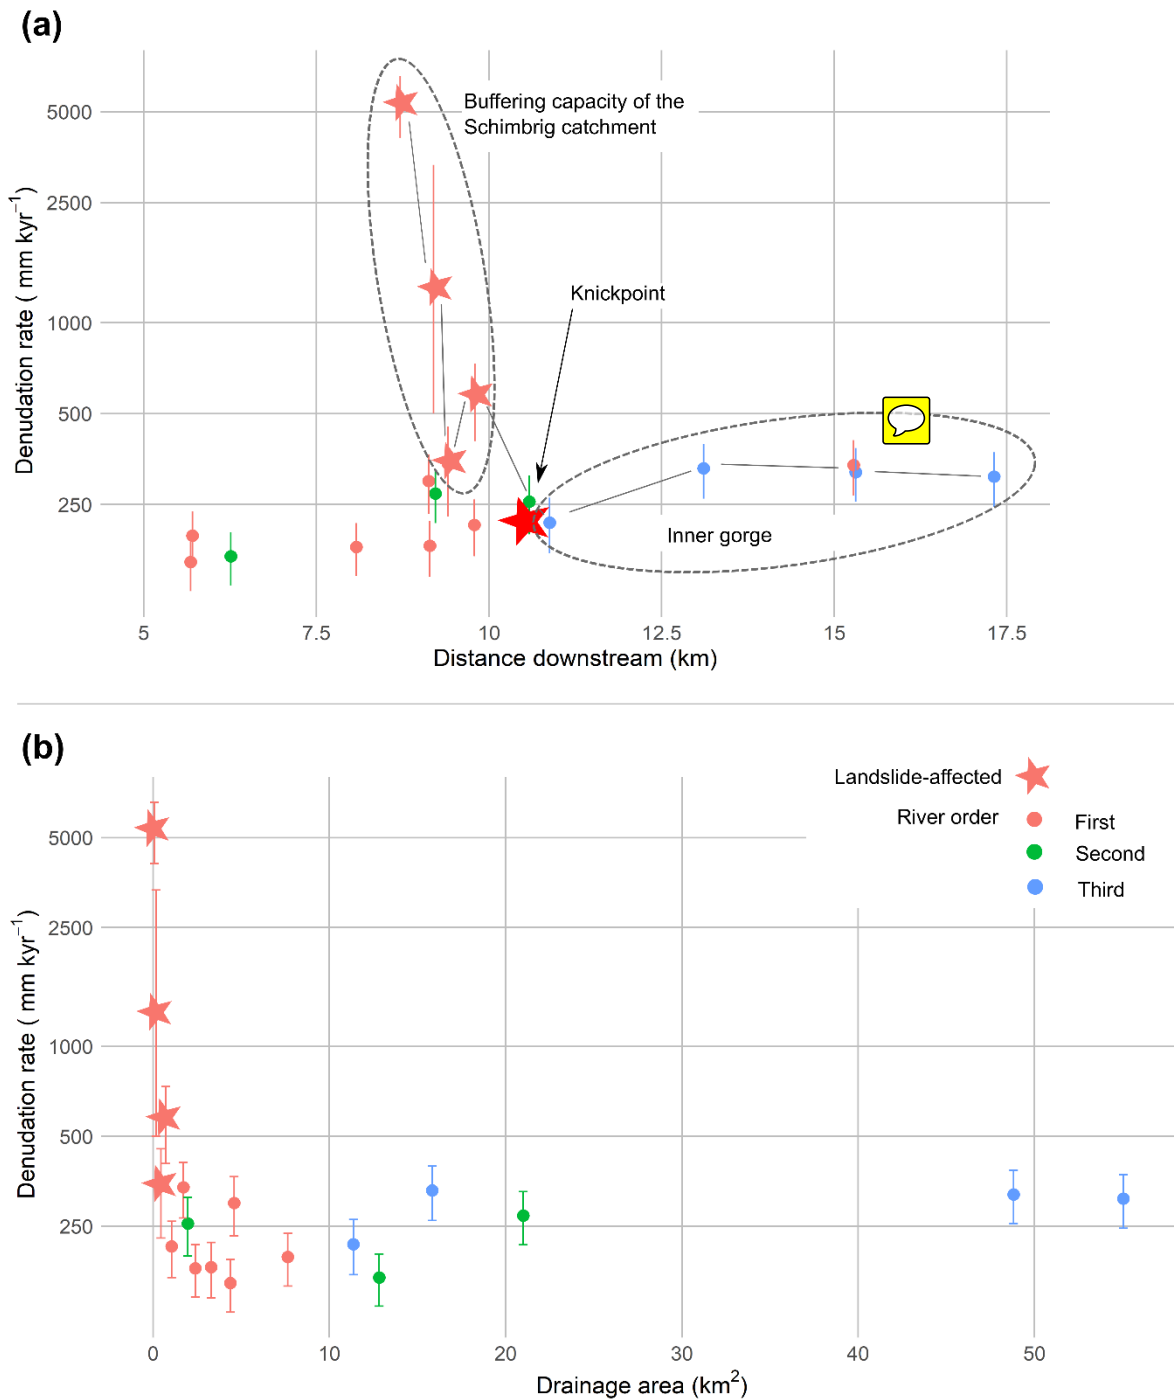 (a)
Buffering capacity of the
Schimbrig catchment
Knickpoint
Inner gorge
5000
2500
1000
500
250
Denudation rate ( mm kyr⁻¹)
5 7.5 10 12.5 15 17.5
Distance downstream (km)
(b)
Landslide-affected
River order
First
Second
Third
5000
2500
1000
500
250
Denudation rate ( mm kyr⁻¹)
0 10 20 30 40 50
Drainage area (km²)